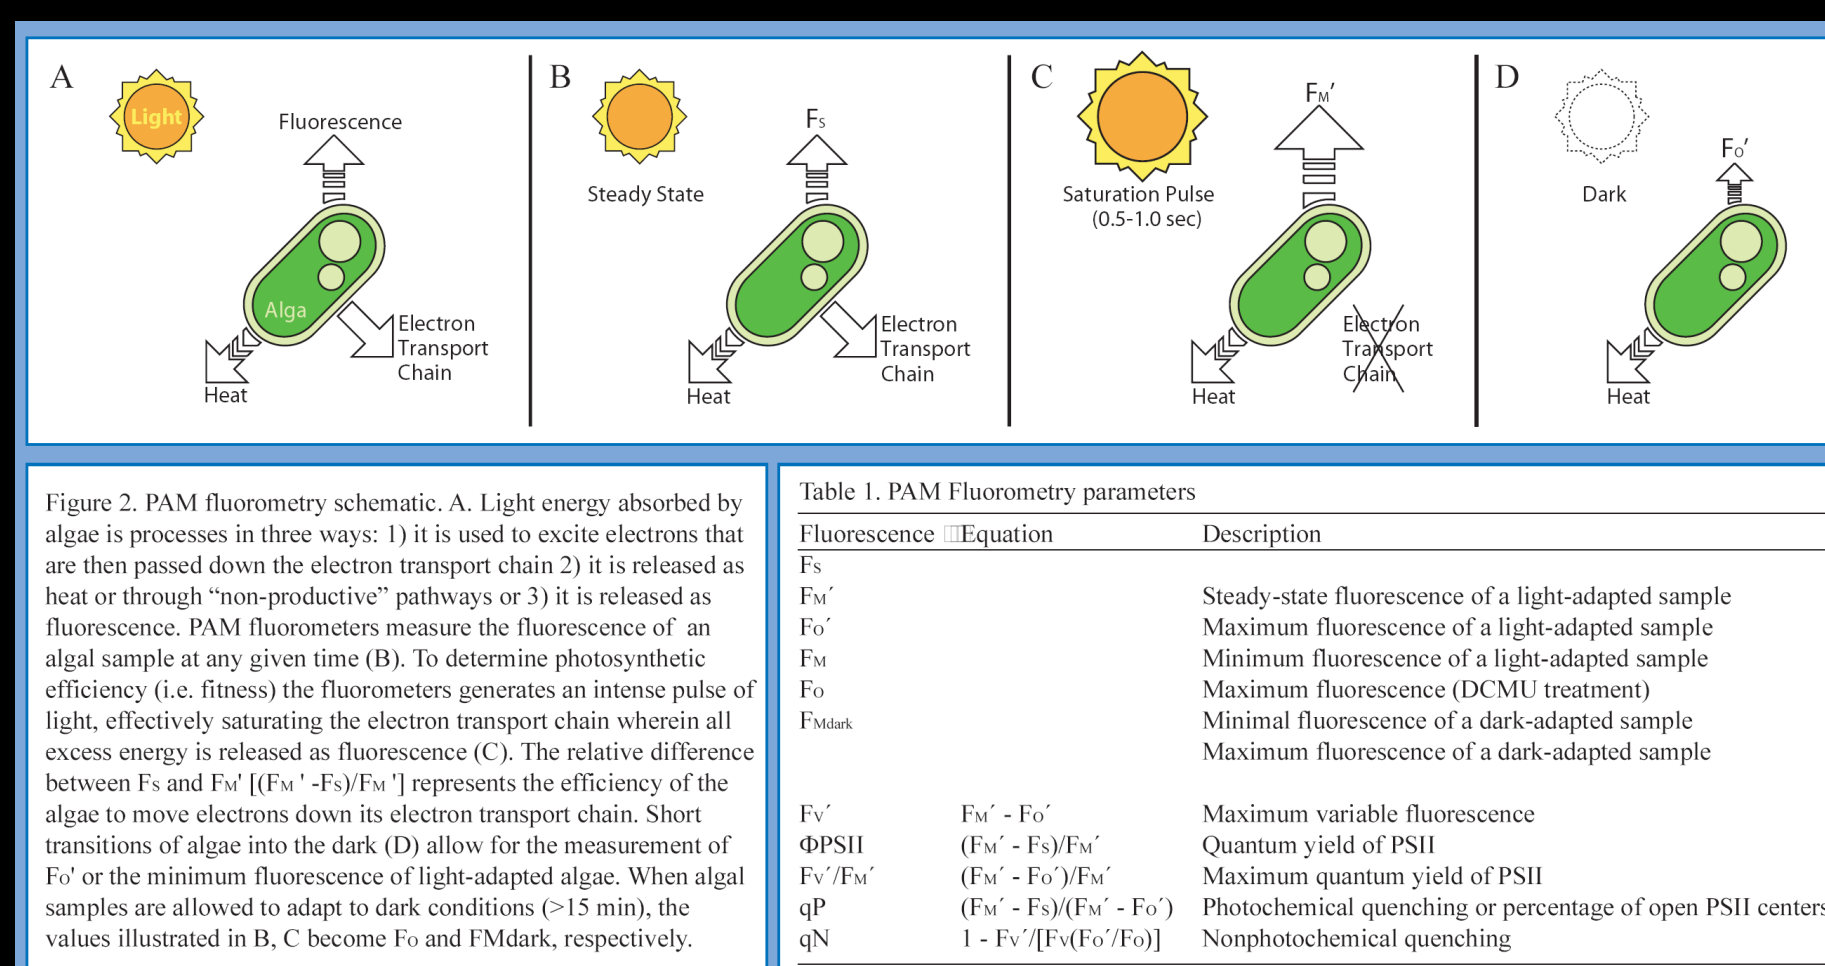 A
Light
Fluorescence
Alga
Electron
Transport
Chain
Heat
B
Steady State
Fs
Electron
Transport
Chain
Heat
C
Saturation Pulse
(0.5-1.0 sec)
FM'
Electron
Transport
Chain
Heat
D
Dark
Fo'
Heat
Figure 2. PAM fluorometry schematic. A. Light energy absorbed by
algae is processes in three ways: 1) it is used to excite electrons that
are then passed down the electron transport chain 2) it is released as
heat or through “non-productive” pathways or 3) it is released as
fluorescence. PAM fluorometers measure the fluorescence of an
algal sample at any given time (B). To determine photosynthetic
efficiency (i.e. fitness) the fluorometers generates an intense pulse of
light, effectively saturating the electron transport chain wherein all
excess energy is released as fluorescence (C). The relative difference
between Fs and FM' [(FM ' -Fs)/FM '] represents the efficiency of the
algae to move electrons down its electron transport chain. Short
transitions of algae into the dark (D) allow for the measurement of
Fo' or the minimum fluorescence of light-adapted algae. When algal
samples are allowed to adapt to dark conditions (>15 min), the
values illustrated in B, C become Fo and FMdark, respectively.
Table 1. PAM Fluorometry parameters
Fluorescence Equation Description
Fs
FM´ Steady-state fluorescence of a light-adapted sample
Fo´ Maximum fluorescence of a light-adapted sample
FM Minimum fluorescence of a light-adapted sample
Fo Maximum fluorescence (DCMU treatment)
FMdark Minimal fluorescence of a dark-adapted sample
Maximum fluorescence of a dark-adapted sample
Fv´ FM´ - Fo´ Maximum variable fluorescence
ΦPSII (FM´ - Fs)/FM´ Quantum yield of PSII
Fv´/FM´ (FM´ - Fo´)/FM´ Maximum quantum yield of PSII
qP (FM´ - Fs)/(FM´ - Fo´) Photochemical quenching or percentage of open PSII centers
qN 1 - Fv´/[Fv(Fo´/Fo)] Nonphotochemical quenching